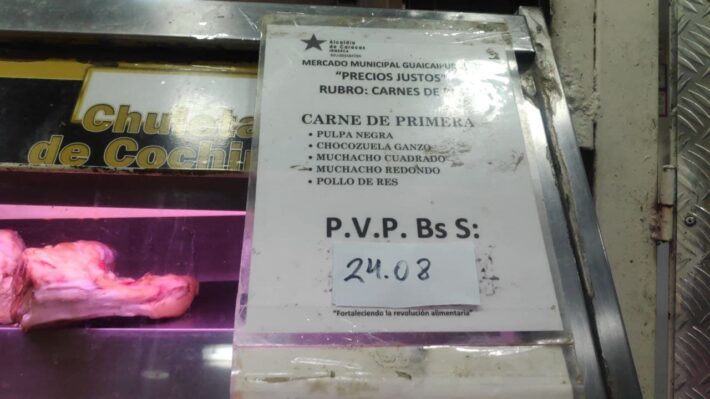 Alcaldía
de Caracas
MERCADO MUNICIPAL GUAICAIPURO
"PRECIOS JUSTOS"
RUBRO: CARNES DE
CARNE DE PRIMERA
• PULPA NEGRA
• CHOCOZUELA GANZO
• MUCHACHO CUADRADO
• MUCHACHO REDONDO
• POLLO DE RES
P.V.P. Bs S:
24.08
"Fortaleciendo la revolución alimentaria"
Chuleta
de Cochi